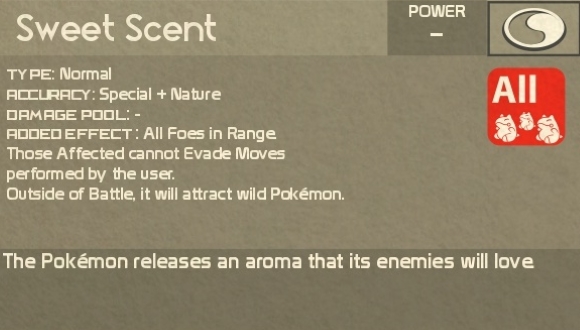 Sweet Scent
POWER
–
TYPE: Normal
ACCURACY: Special + Nature
DAMAGE POOL: -
ADDED EFFECT: All Foes in Range.
Those Affected cannot Evade Moves
performed by the user.
Outside of Battle, it will attract wild Pokémon.
All
The Pokémon releases an aroma that its enemies will love.